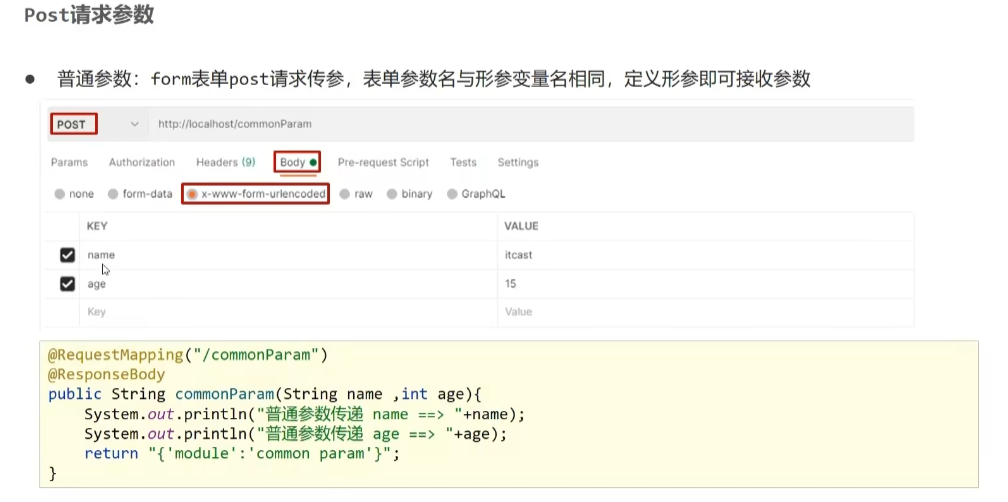 Post请求参数
● 普通参数：form表单post请求传参，表单参数名与形参变量名相同，定义形参即可接收参数
POST http://localhost/commonParam
Params Authorization Headers (9) Body Pre-request Script Tests Settings
none form-data x-www-form-urlencoded raw binary GraphQL
KEY VALUE
name itcast
age 15
Key Value
@RequestMapping("/commonParam")
@ResponseBody
public String commonParam(String name ,int age){
    System.out.println("普通参数传递 name ==> "+name);
    System.out.println("普通参数传递 age ==> "+age);
    return "{'module':'common param'}";
}